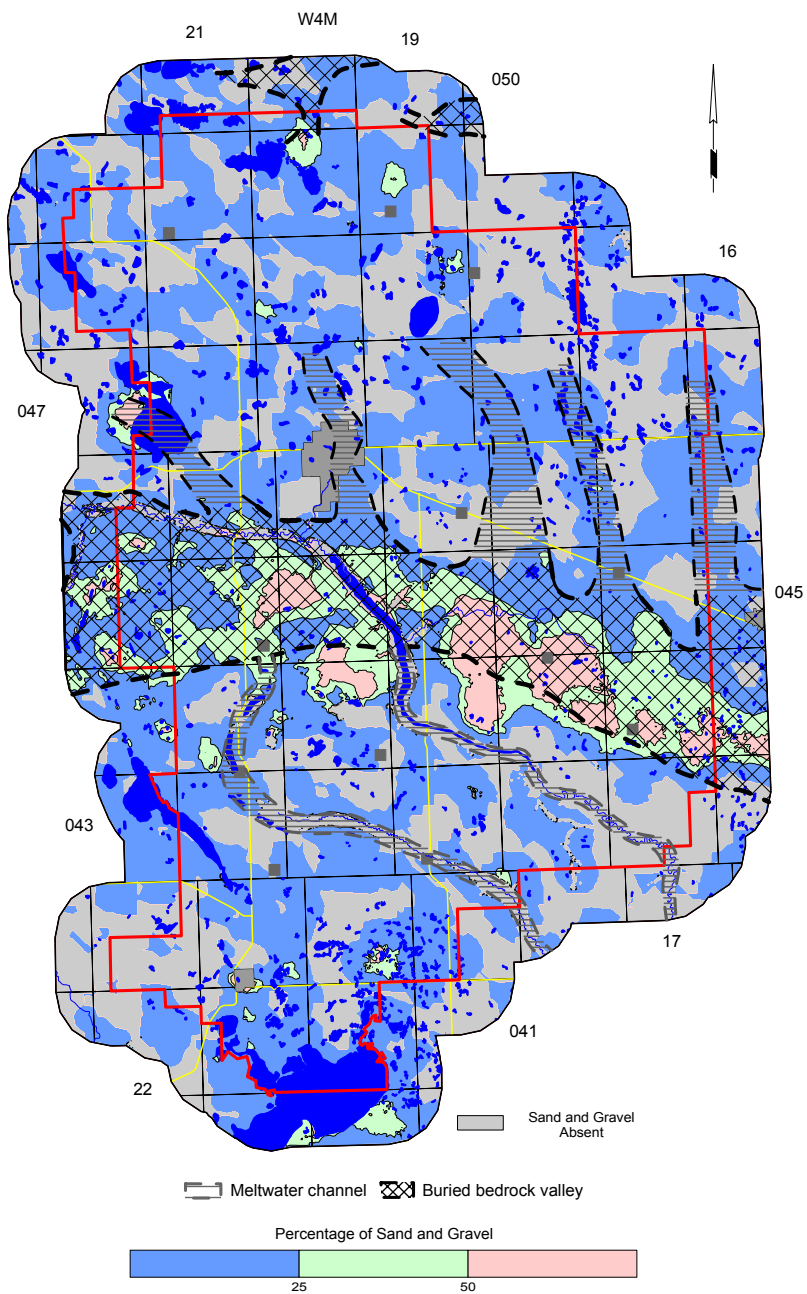 W4M
21
19
050
16
047
045
043
17
041
22
Sand and Gravel
Absent
Meltwater channel
Buried bedrock valley
Percentage of Sand and Gravel
25
50